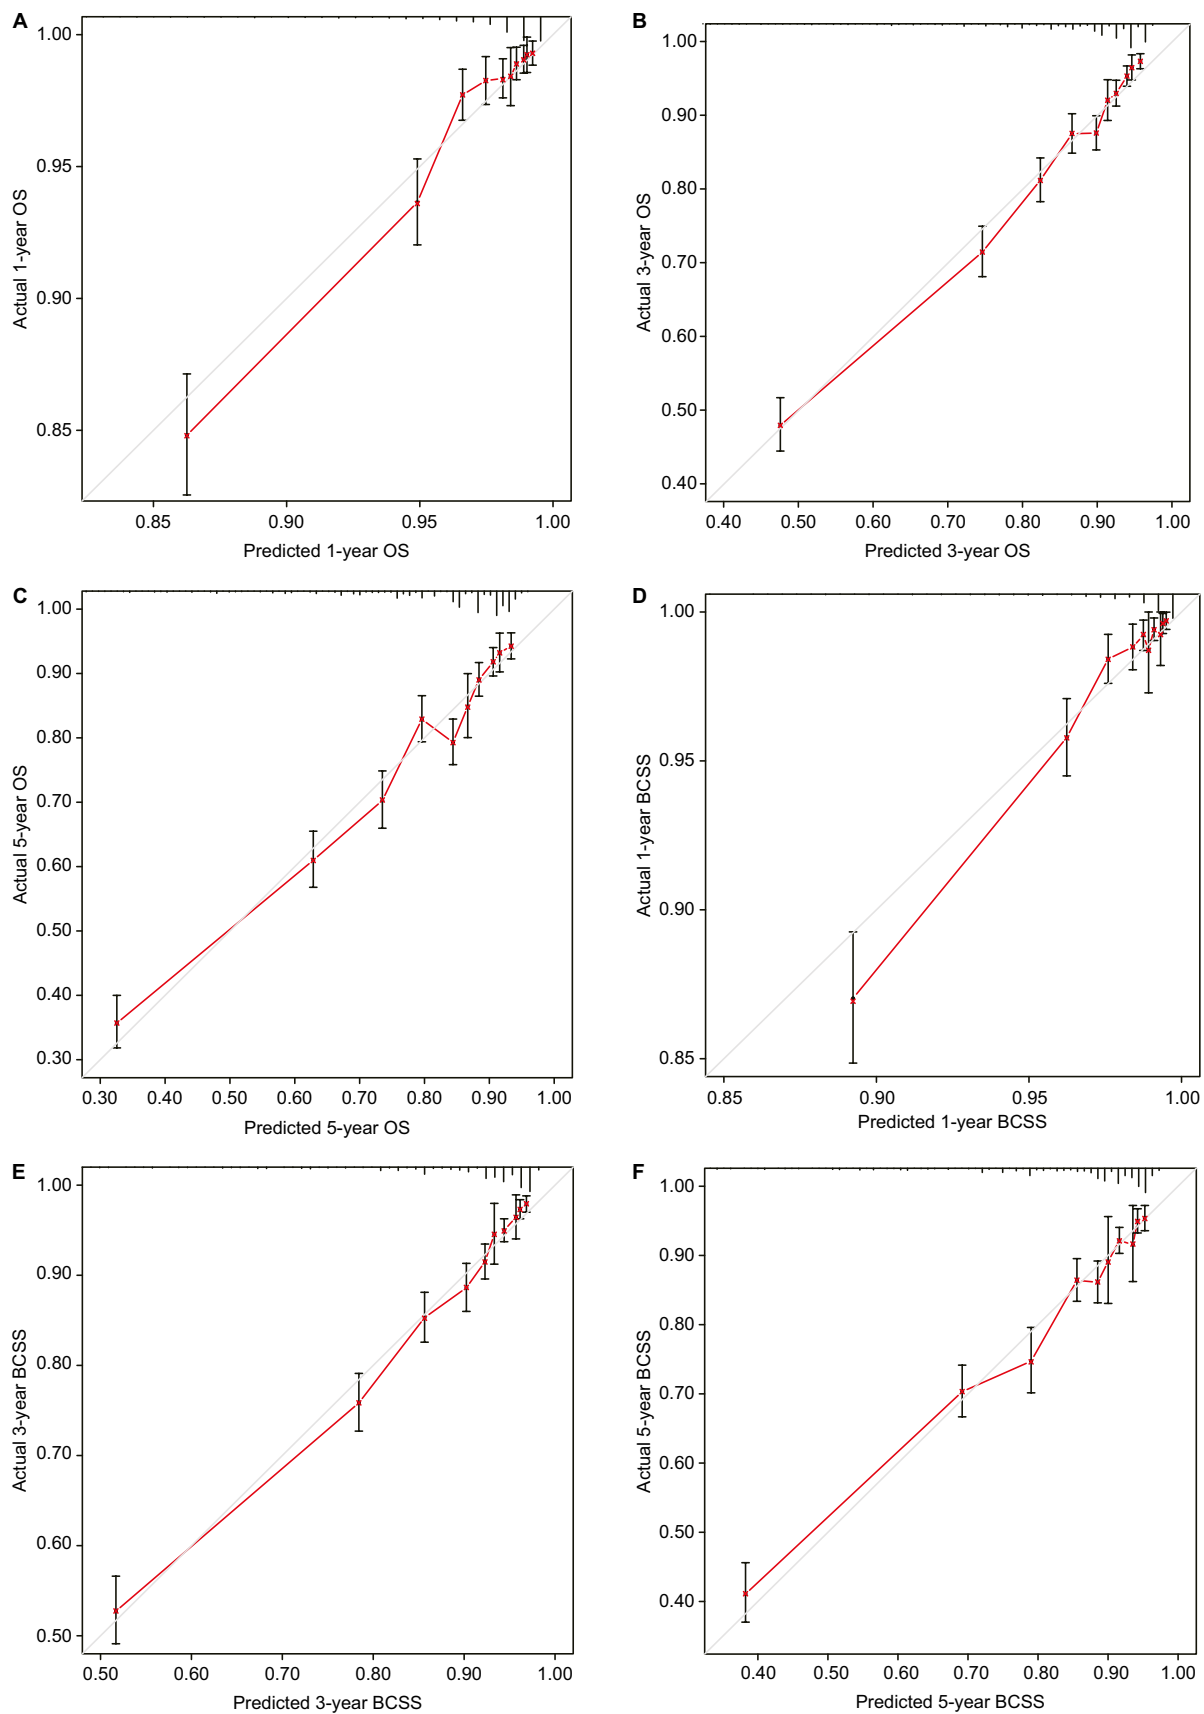 A
1.00
0.95
0.90
0.85
Actual 1-year OS
0.85 0.90 0.95 1.00
Predicted 1-year OS
B
1.00
0.90
0.80
0.70
0.60
0.50
0.40
Actual 3-year OS
0.40 0.50 0.60 0.70 0.80 0.90 1.00
Predicted 3-year OS
C
1.00
0.90
0.80
0.70
0.60
0.50
0.40
0.30
Actual 5-year OS
0.30 0.40 0.50 0.60 0.70 0.80 0.90 1.00
Predicted 5-year OS
D
1.00
0.95
0.90
0.85
Actual 1-year BCSS
0.85 0.90 0.95 1.00
Predicted 1-year BCSS
E
1.00
0.90
0.80
0.70
0.60
0.50
Actual 3-year BCSS
0.50 0.60 0.70 0.80 0.90 1.00
Predicted 3-year BCSS
F
1.00
0.90
0.80
0.70
0.60
0.50
0.40
Actual 5-year BCSS
0.40 0.50 0.60 0.70 0.80 0.90 1.00
Predicted 5-year BCSS